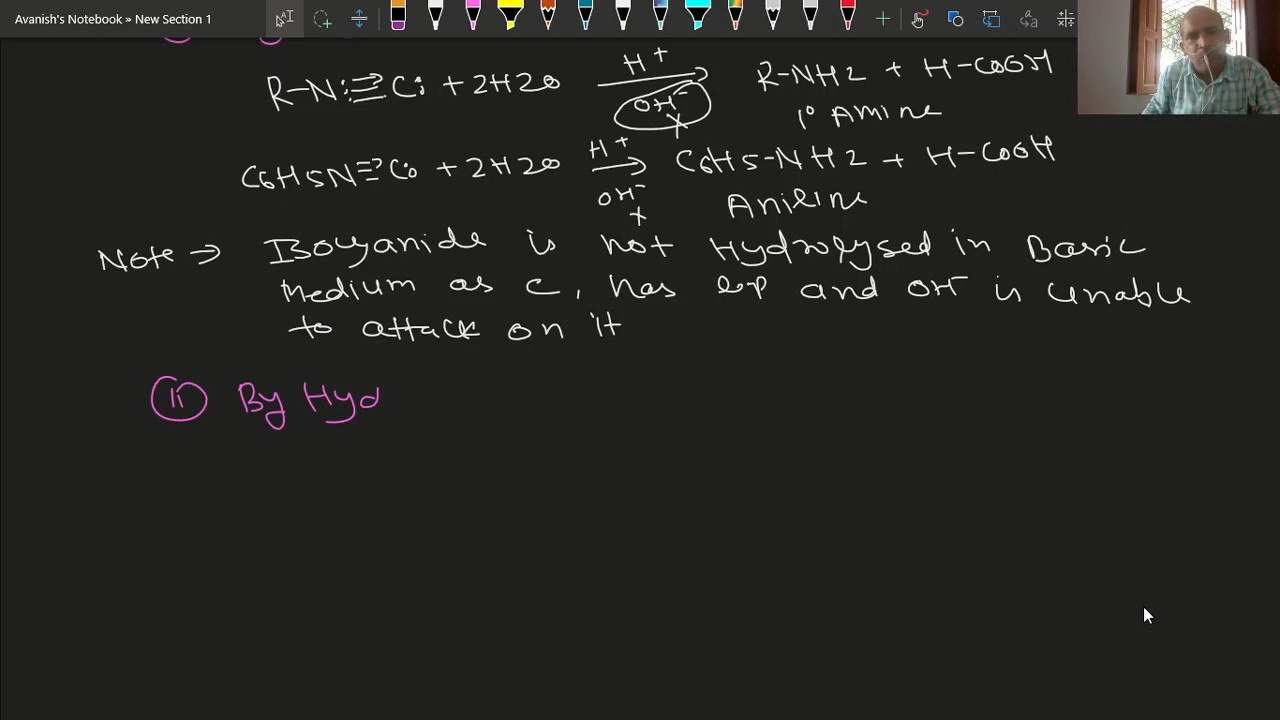 Avanish's Notebook » New Section 1
R-N≡C: + 2H2O H+ OH- x R-NH2 + H-COOH
1° Amine
C6H5N≡C + 2H2O H+ OH- x C6H5-NH2 + H-COOH
Aniline
Note → Isocyanide is not Hydrolysed in Basic
medium as C, has l.p and OH- is unable
to attack on it
(ii) By Hyd